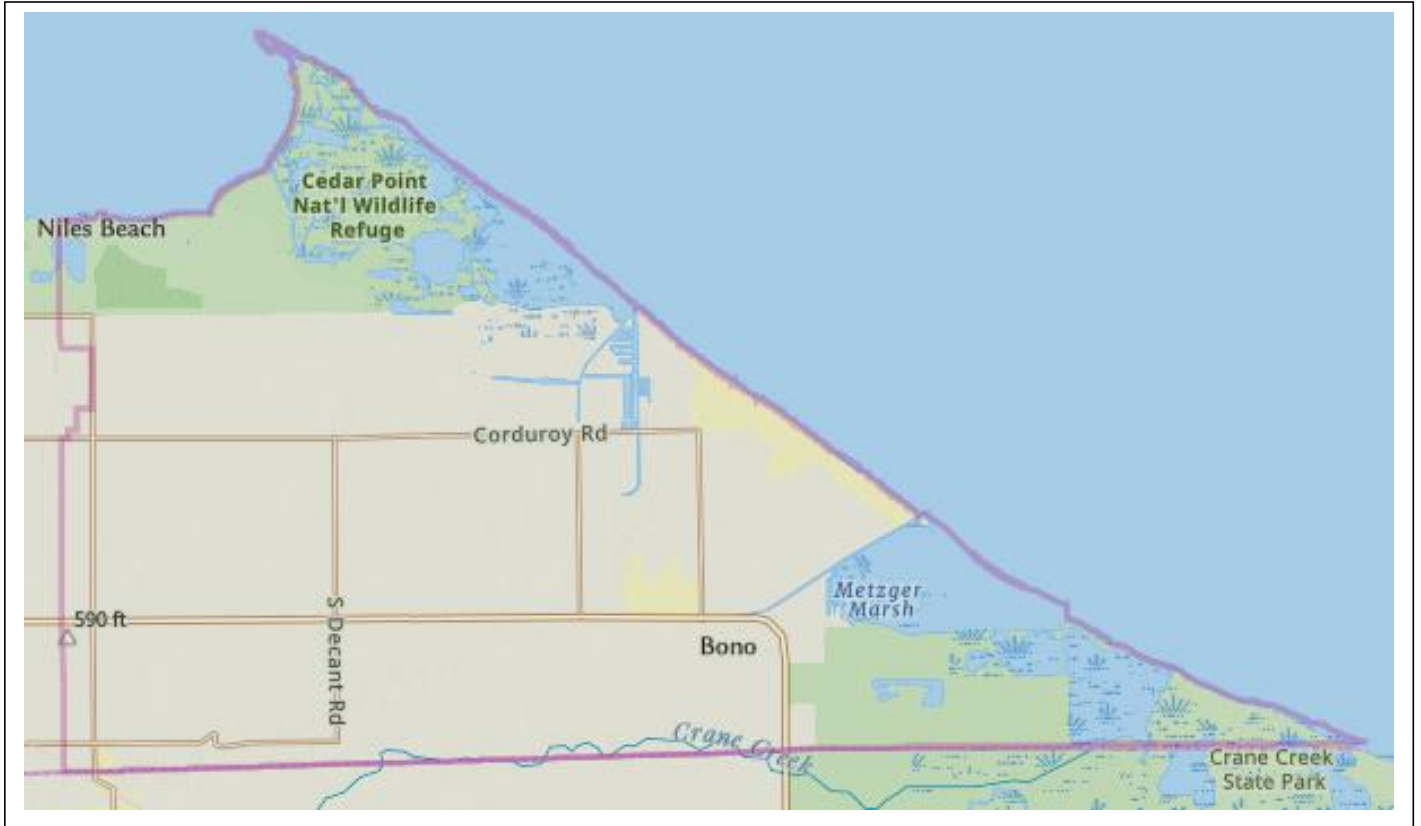 Cedar Point
Nat'l Wildlife
Refuge
Niles Beach
Corduroy Rd
Metzger
Marsh
590 ft
S Decant Rd
Bono
Crane Creek
Crane Creek
State Park